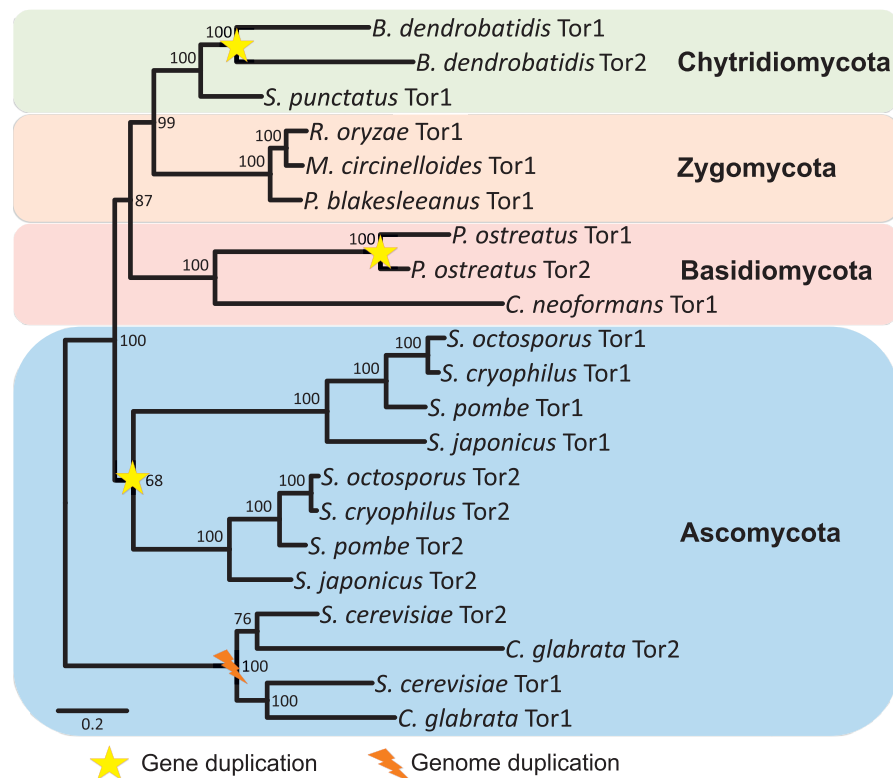 100
B. dendrobatidis Tor1
100
B. dendrobatidis Tor2
Chytridiomycota
S. punctatus Tor1
99
100
R. oryzae Tor1
100
M. circinelloides Tor1
Zygomycota
P. blakesleeanus Tor1
87
100
P. ostreatus Tor1
100
P. ostreatus Tor2
Basidiomycota
C. neoformans Tor1
100
100
S. octosporus Tor1
100
S. cryophilus Tor1
100
S. pombe Tor1
S. japonicus Tor1
68
100
S. octosporus Tor2
100
S. cryophilus Tor2
Ascomycota
100
S. pombe Tor2
S. japonicus Tor2
76
S. cerevisiae Tor2
C. glabrata Tor2
100
S. cerevisiae Tor1
100
C. glabrata Tor1
0.2
Gene duplication
Genome duplication